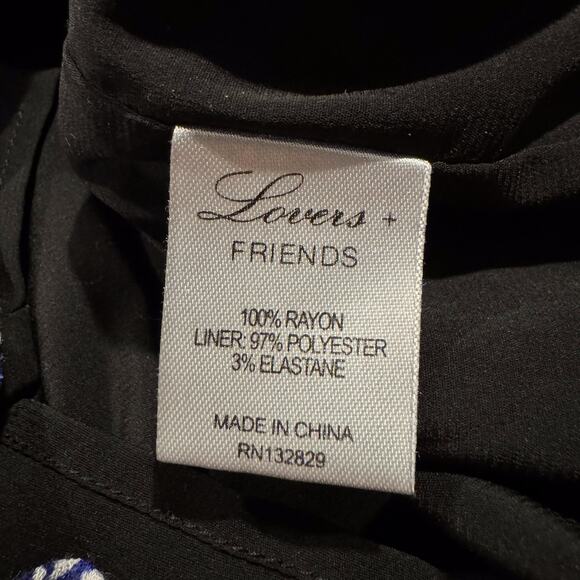 Lovers +
FRIENDS
100% RAYON
LINER: 97% POLYESTER
3% ELASTANE
MADE IN CHINA
RN132829